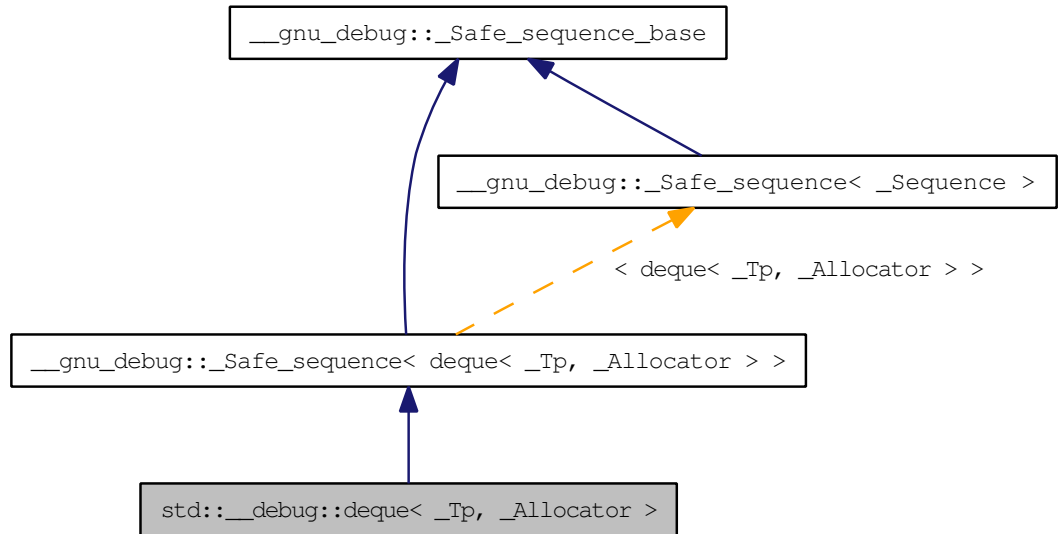 __gnu_debug::_Safe_sequence_base
__gnu_debug::_Safe_sequence< _Sequence >
< deque< _Tp, _Allocator > >
__gnu_debug::_Safe_sequence< deque< _Tp, _Allocator > >
std::__debug::deque< _Tp, _Allocator >